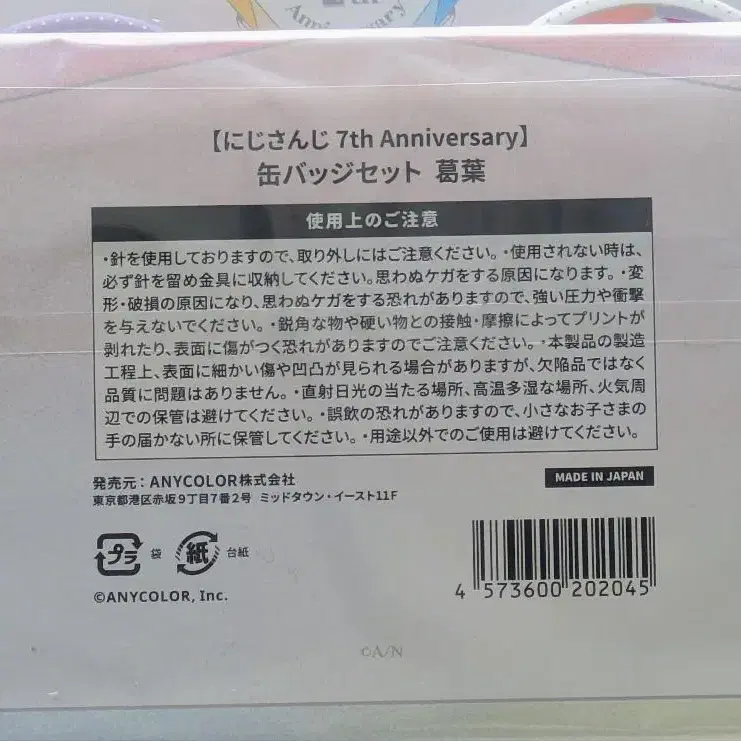 th
Anniversary
【にじさんじ 7th Anniversary】
缶バッジセット 葛葉
使用上のご注意
・針を使用しておりますので、取り外しにはご注意ください。・使用されない時は、
必ず針を留め金具に収納してください。思わぬケガをする原因になります。・変
形・破損の原因になり、思わぬケガをする恐れがありますので、強い圧力や衝撃
を与えないでください。・鋭角な物や硬い物との接触・摩擦によってプリントが
剥れたり、表面に傷がつく恐れがありますのでご注意ください。・本製品の製造
工程上、表面に細かい傷や凹凸が見られる場合がありますが、欠陥品ではなく
品質に問題はありません。・直射日光の当たる場所、高温多湿な場所、火気周
辺での保管は避けてください。・誤飲の恐れがありますので、小さなお子さまの
手の届かない所に保管してください。・用途以外でのご使用は避けてください。
発売元：ANYCOLOR株式会社
東京都港区赤坂9丁目7番2号 ミッドタウン・イースト11F
MADE IN JAPAN
プラ 袋 紙 台紙
©ANYCOLOR, Inc.
4 573600 202045
©A/N